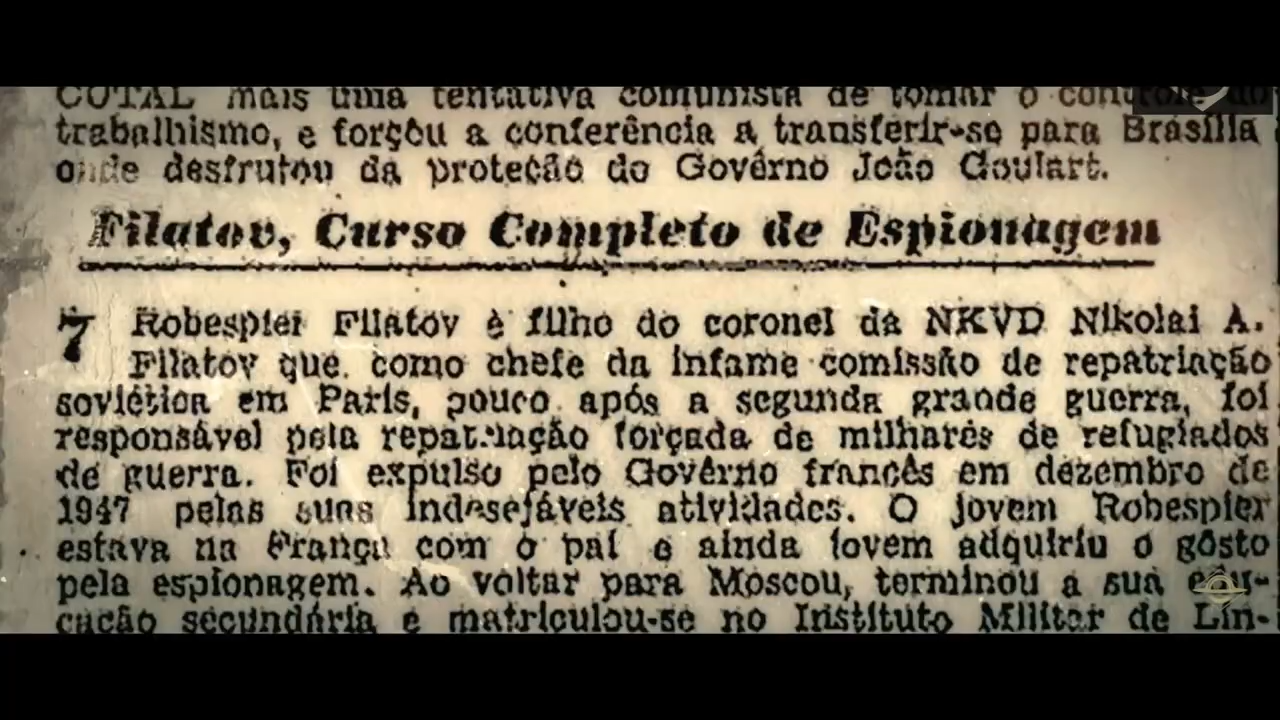 COTAL mais uma tentativa comunista de tomar o controle do
trabalhismo, e forçou a conferência a transferir-se para Brasília
onde desfrutou da proteção do Govêrno João Goulart.
Filatov, Curso Completo de Espionagem
7 Robespier Filatov é filho do coronel da NKVD Nikolai A.
Filatov que, como chefe da infame comissão de repatriação
soviética em Paris, pouco após a segunda grande guerra, foi
responsável pela repatriação forçada de milhares de refugiados
de guerra. Foi expulso pelo Govêrno francês em dezembro de
1947 pelas suas indesejáveis atividades. O jovem Robespier
estava na França com o pai e ainda jovem adquiriu o gôsto
pela espionagem. Ao voltar para Moscou, terminou a sua edu-
cação secundária e matriculou-se no Instituto Militar de Lín-